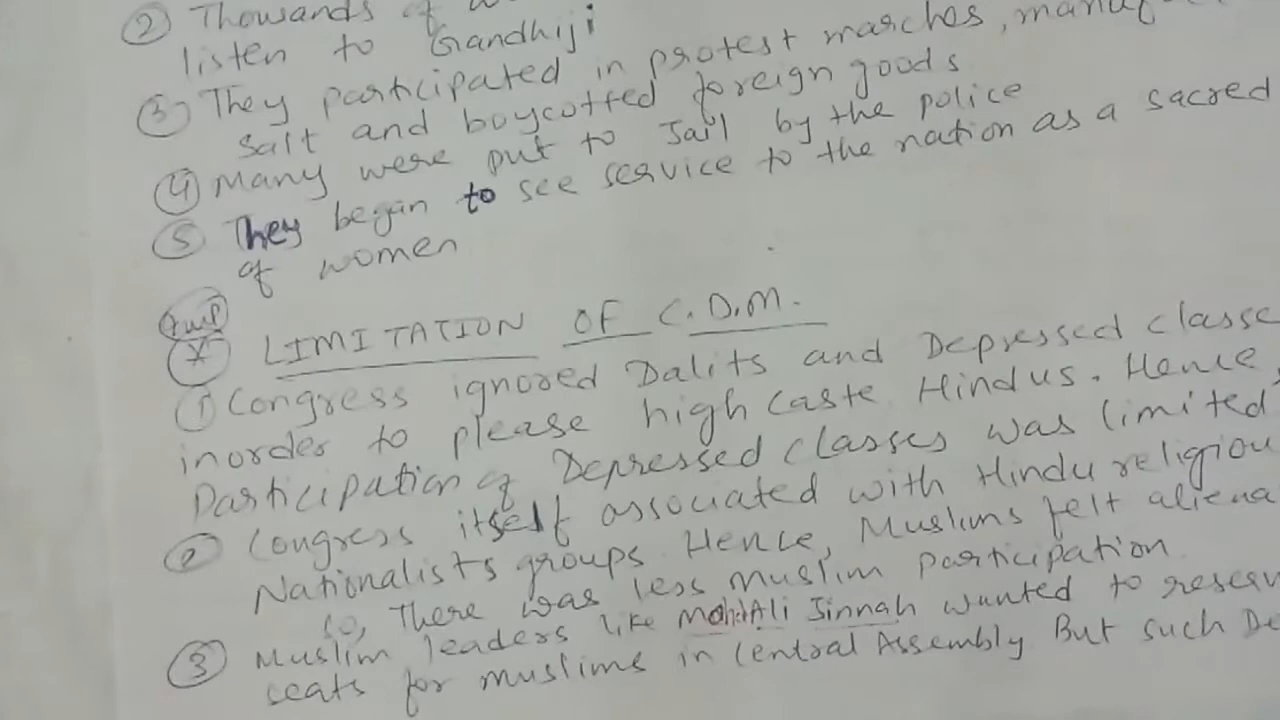 ② Thousands of
listen to Gandhiji
③ They participated in protest marches, manuf
salt and boycotted foreign goods
④ Many were put to Jail by the police
⑤ They began to see service to the nation as a sacred
of women
Imp
* LIMITATION OF C.D.M.
① Congress ignored Dalits and Depressed classe
inorder to please high caste Hindus. Hence,
Participation of Depressed classes was limited
② Congress itself associated with Hindu religiou
Nationalists groups. Hence, Muslims felt aliena
so, There was less Muslim participation
③ Muslim leaders like Mohd Ali Jinnah wanted to reserv
seats for muslims in Central Assembly But such De